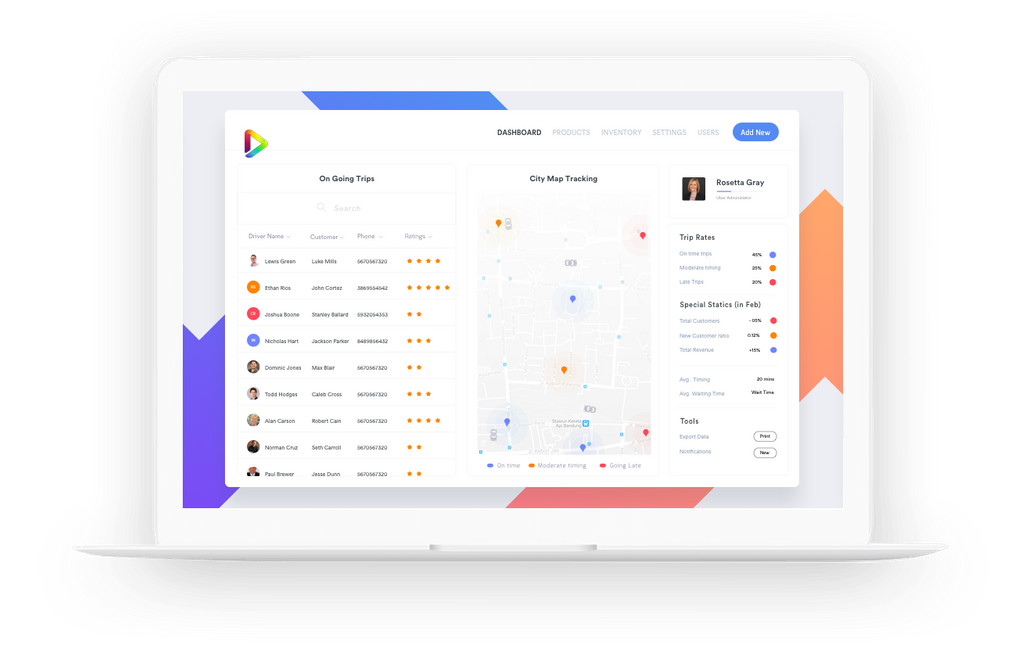 DASHBOARD PRODUCTS INVENTORY SETTINGS USERS Add New
On Going Trips
Search
Driver Name Customer Phone Ratings
Lewis Green Luke Mills 5670567320
Ethan Rios John Cortez 3869554542
Joshua Boone Stanley Ballard 5932054353
Nicholas Hart Jackson Parker 8469856432
Dominic Jones Max Blair 5670567320
Todd Hodges Caleb Cross 5670567320
Alan Carson Robert Cain 5670567320
Norman Cruz Seth Carroll 5670567320
Paul Brewer Jesse Dunn 5670567320
City Map Tracking
On time Moderate timing Going Late
Rosetta Gray
Trip Rates
On time trips 45%
Moderate timing 25%
Late Trips 20%
Special Statics (in Feb)
Total Customers -05%
New Customer ratio 0.12%
Total Revenue +15%
Avg. Timing 20 mins
Avg. Waiting Time Wait Time
Tools
Export Data Print
Notifications New